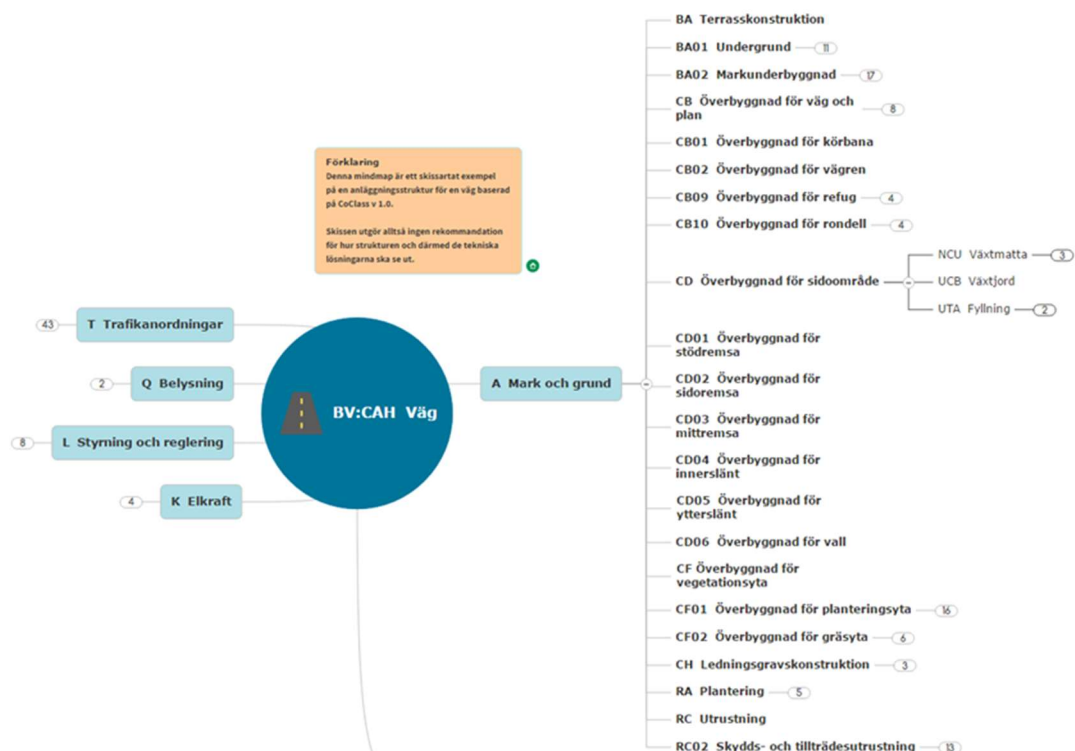 Förklaring
Denna mindmap är ett skissartat exempel
på en anläggningsstruktur för en väg baserad
på CoClass v 1.0.
Skissen utgör alltså ingen rekommandation
för hur strukturen och därmed de tekniska
lösningarna ska se ut.
43 T Trafikanordningar
2 Q Belysning
8 L Styrning och reglering
4 K Elkraft
BV:CAH Väg
A Mark och grund
BA Terrasskonstruktion
BA01 Undergrund 11
BA02 Markunderbyggnad 17
CB Överbyggnad för väg och
plan 8
CB01 Överbyggnad för körbana
CB02 Överbyggnad för vägren
CB09 Överbyggnad för refug 4
CB10 Överbyggnad för rondell 4
CD Överbyggnad för sidoområde
NCU Växtmatta 3
UCB Växtjord
UTA Fyllning 2
CD01 Överbyggnad för
stödremsa
CD02 Överbyggnad för
sidoremsa
CD03 Överbyggnad för
mittremsa
CD04 Överbyggnad för
innerslänt
CD05 Överbyggnad för
ytterslänt
CD06 Överbyggnad för vall
CF Överbyggnad för
vegetationsyta
CF01 Överbyggnad för planteringsyta 16
CF02 Överbyggnad för gräsyta 6
CH Ledningsgravskonstruktion 3
RA Plantering 5
RC Utrustning
RC02 Skydds- och tillträdesutrustning 13